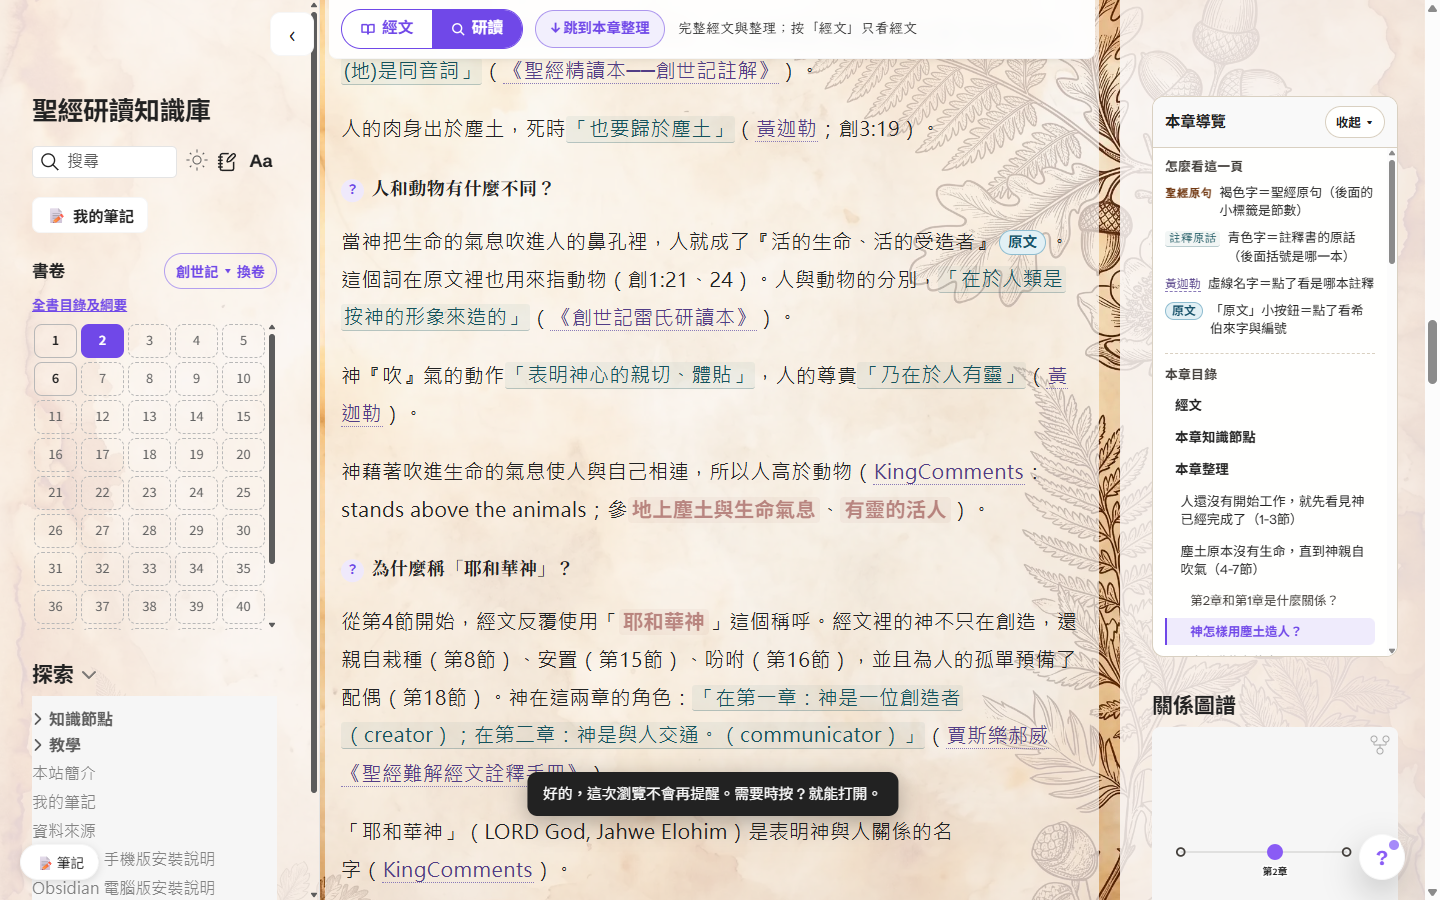 ‹
聖經研讀知識庫
搜尋
Aa
我的筆記
書卷
創世記 ▾ 換卷
全書目錄及綱要
1 2 3 4 5
6 7 8 9 10
11 12 13 14 15
16 17 18 19 20
21 22 23 24 25
26 27 28 29 30
31 32 33 34 35
36 37 38 39 40
探索
知識節點
教學
本站簡介
我的筆記
資料來源
手機版安裝說明
Obsidian 電腦版安裝說明
筆記
經文
研讀
↓跳到本章整理
完整經文與整理；按「經文」只看經文
(地)是同音詞」（《聖經精讀本──創世記註解》）。
人的肉身出於塵土，死時「也要歸於塵土」（黃迦勒；創3:19）。
? 人和動物有什麼不同？
當神把生命的氣息吹進人的鼻孔裡，人就成了『活的生命、活的受造者』 原文 。
這個詞在原文裡也用來指動物（創1:21、24）。人與動物的分別，「在於人類是
按神的形象來造的」（《創世記雷氏研讀本》）。
神『吹』氣的動作「表明神心的親切、體貼」，人的尊貴「乃在於人有靈」（黃
迦勒）。
神藉著吹進生命的氣息使人與自己相連，所以人高於動物（KingComments：
stands above the animals；參 地上塵土與生命氣息 、 有靈的活人 ）。
? 為什麼稱「耶和華神」？
從第4節開始，經文反覆使用「 耶和華神 」這個稱呼。經文裡的神不只在創造，還
親自栽種（第8節）、安置（第15節）、吩咐（第16節），並且為人的孤單預備了
配偶（第18節）。神在這兩章的角色：「在第一章：神是一位創造者
（creator）；在第二章：神是與人交通。（communicator）」（賈斯樂郝威
《聖經難解經文詮釋手冊》）
好的，這次瀏覽不會再提醒。需要時按？就能打開。
「耶和華神」（LORD God, Jahwe Elohim）是表明神與人關係的名
字（KingComments）。
本章導覽
收起 ▾
怎麼看這一頁
聖經原句 褐色字＝聖經原句（後面的
小標籤是節數）
註釋原話 青色字＝註釋書的原話
（後面括號是哪一本）
黃迦勒 虛線名字＝點了看是哪本註釋
原文 「原文」小按鈕＝點了看希
伯來字與編號
本章目錄
經文
本章知識節點
本章整理
人還沒有開始工作，就先看見神
已經完成了（1-3節）
塵土原本沒有生命，直到神親自
吹氣（4-7節）
第2章和第1章是什麼關係？
神怎樣用塵土造人？
關係圖譜
第2章
?